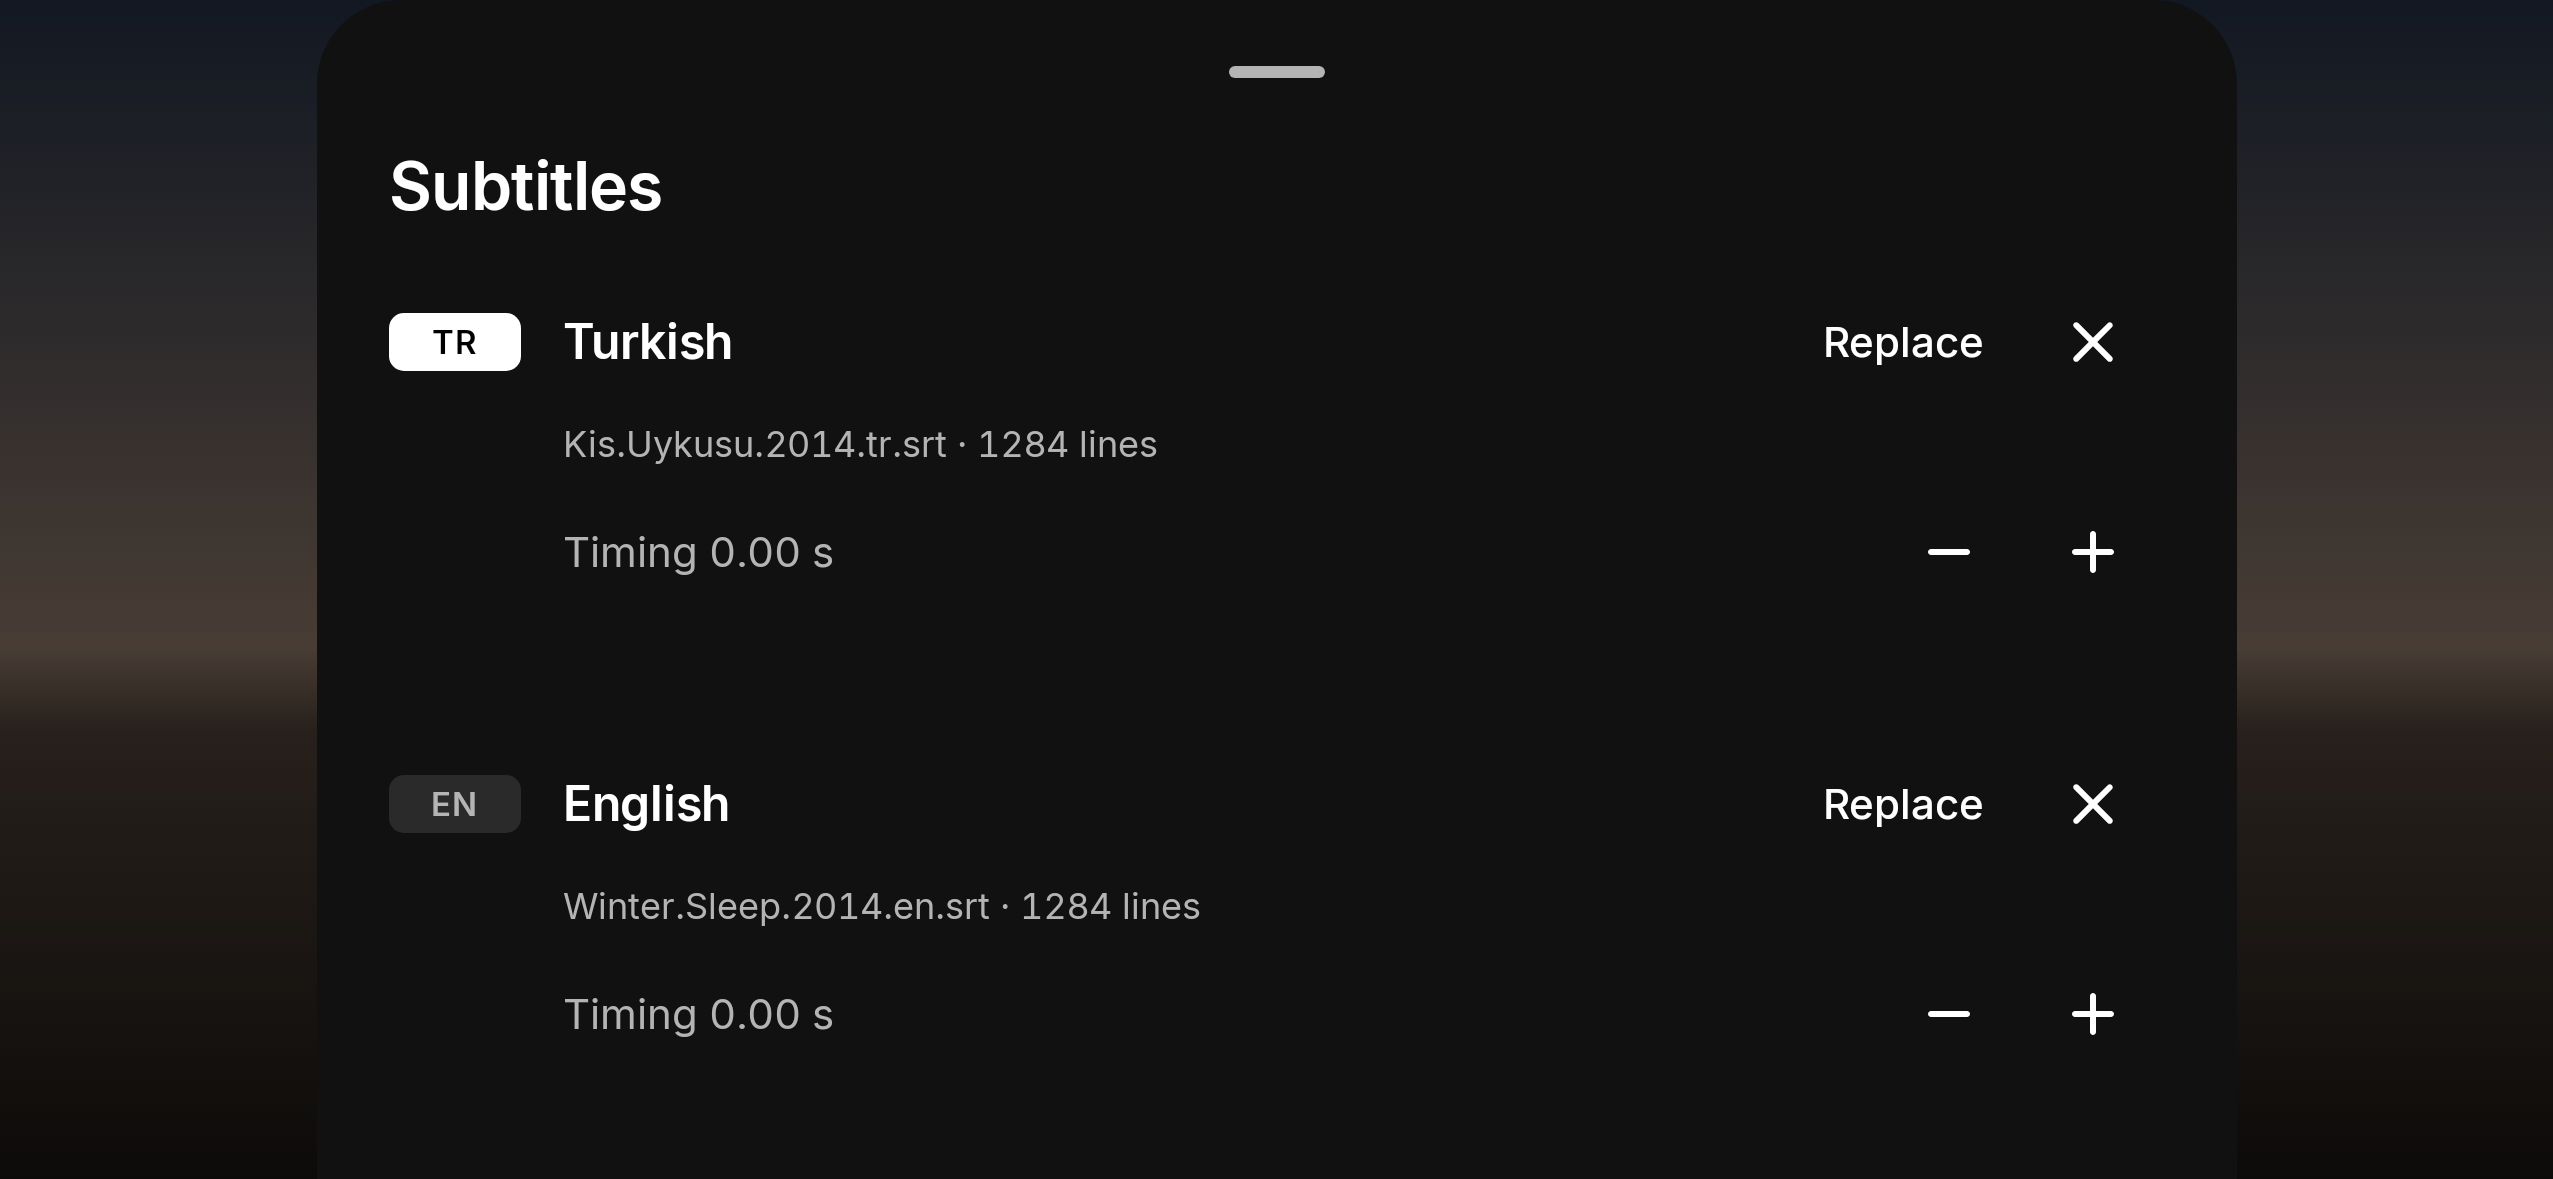 Subtitles
TR Turkish Replace
Kis.Uykusu.2014.tr.srt · 1284 lines
Timing 0.00 s
EN English Replace
Winter.Sleep.2014.en.srt · 1284 lines
Timing 0.00 s